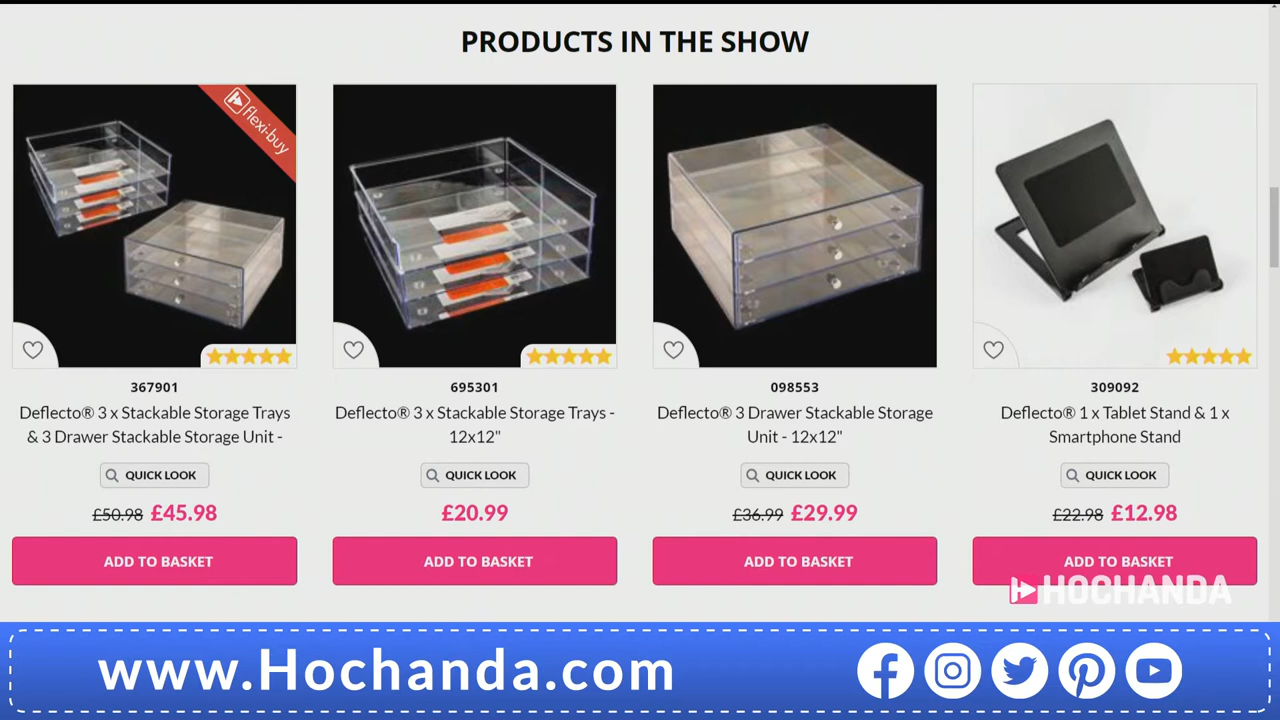 PRODUCTS IN THE SHOW
flexi-buy
367901
Deflecto® 3 x Stackable Storage Trays
& 3 Drawer Stackable Storage Unit -
QUICK LOOK
£50.98 £45.98
ADD TO BASKET
695301
Deflecto® 3 x Stackable Storage Trays -
12x12"
QUICK LOOK
£20.99
ADD TO BASKET
098553
Deflecto® 3 Drawer Stackable Storage
Unit - 12x12"
QUICK LOOK
£36.99 £29.99
ADD TO BASKET
309092
Deflecto® 1 x Tablet Stand & 1 x
Smartphone Stand
QUICK LOOK
£22.98 £12.98
ADD TO BASKET
HOCHANDA
www.Hochanda.com